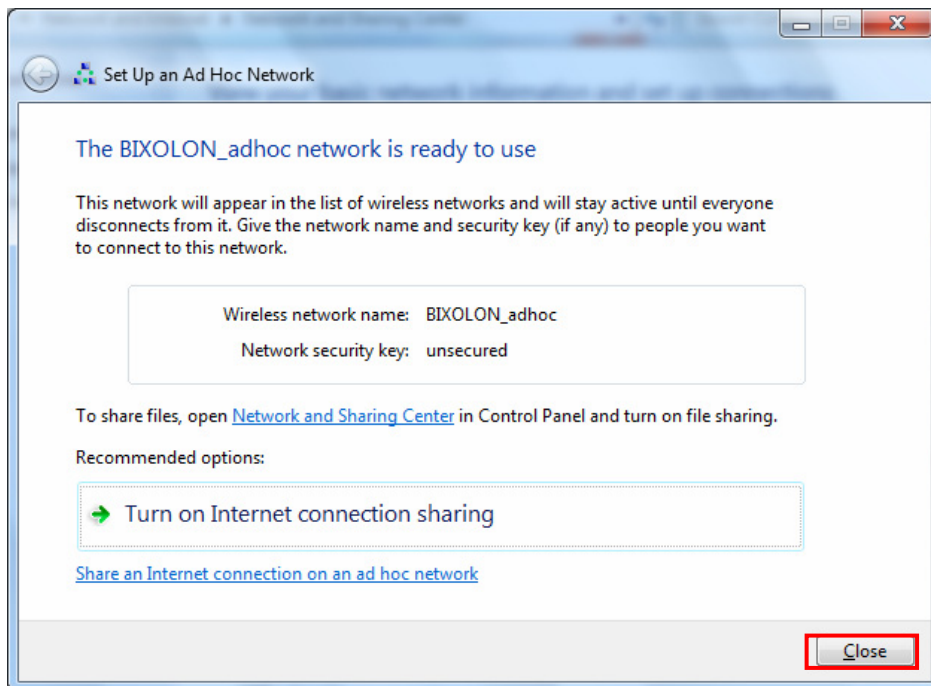 Set Up an Ad Hoc Network
The BIXOLON_adhoc network is ready to use
This network will appear in the list of wireless networks and will stay active until everyone
disconnects from it. Give the network name and security key (if any) to people you want
to connect to this network.
Wireless network name: BIXOLON_adhoc
Network security key: unsecured
To share files, open Network and Sharing Center in Control Panel and turn on file sharing.
Recommended options:
Turn on Internet connection sharing
Share an Internet connection on an ad hoc network
Close